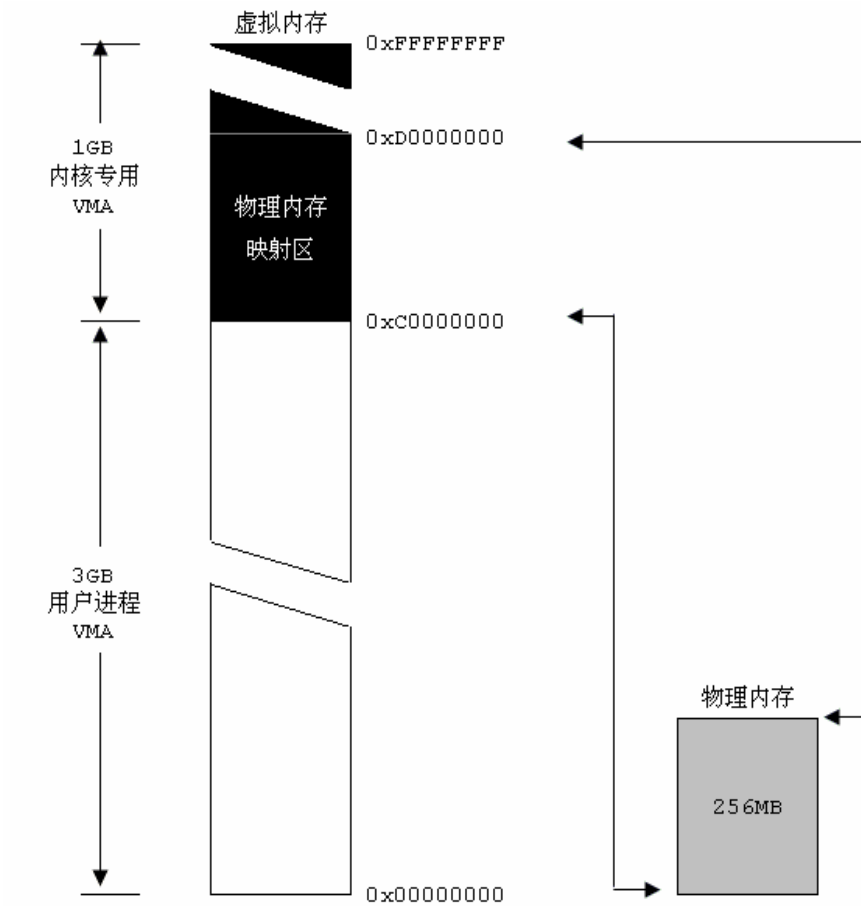 虚拟内存
0xFFFFFFFF
0xD0000000
1GB
内核专用
VMA
物理内存
映射区
0xC0000000
3GB
用户进程
VMA
物理内存
256MB
0x00000000